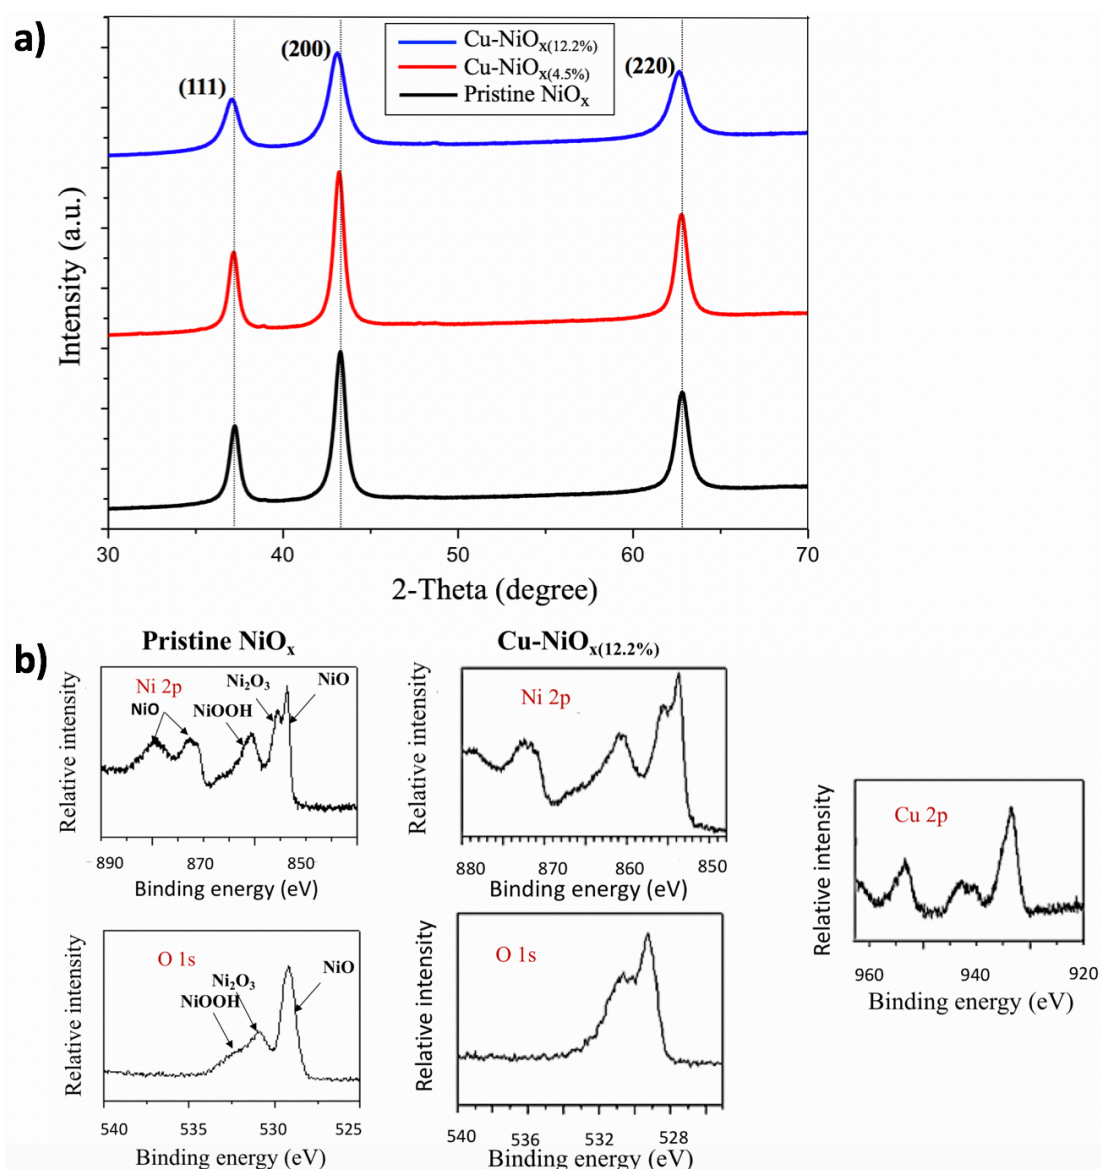 a)
Cu-NiOx(12.2%)
Cu-NiOx(4.5%)
Pristine NiOx
(111)
(200)
(220)
Intensity (a.u.)
30 40 50 60 70
2-Theta (degree)
b)
Pristine NiOx
Ni 2p
NiO
NiOOH
Ni2O3
NiO
Relative intensity
890 870 850
Binding energy (eV)
Cu-NiOx(12.2%)
Ni 2p
Relative intensity
880 870 860 850
Binding energy (eV)
Cu 2p
Relative intensity
960 940 920
Binding energy (eV)
O 1s
Ni2O3
NiOOH
NiO
Relative intensity
540 535 530 525
Binding energy (eV)
O 1s
Relative intensity
540 536 532 528
Binding energy (eV)